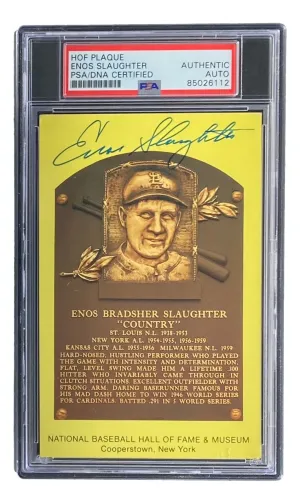 HOF PLAQUE
ENOS SLAUGHTER
PSA/DNA CERTIFIED
AUTHENTIC
AUTO
85026112
PSA
Enos Slaughter
STL
ENOS BRADSHER SLAUGHTER
"COUNTRY"
ST. LOUIS N.L. 1938-1953
NEW YORK A.L. 1954-1955, 1956-1959
KANSAS CITY A.L. 1955-1956 MILWAUKEE N.L. 1959
HARD-NOSED, HUSTLING PERFORMER WHO PLAYED
THE GAME WITH INTENSITY AND DETERMINATION.
FLAT, LEVEL SWING MADE HIM A LIFETIME .300
HITTER WHO INVARIABLY CAME THROUGH IN
CLUTCH SITUATIONS. EXCELLENT OUTFIELDER WITH
STRONG ARM. DARING BASERUNNER FAMOUS FOR
HIS MAD DASH HOME TO WIN 1946 WORLD SERIES
FOR CARDINALS. BATTED .291 IN 5 WORLD SERIES.
NATIONAL BASEBALL HALL OF FAME & MUSEUM
Cooperstown, New York